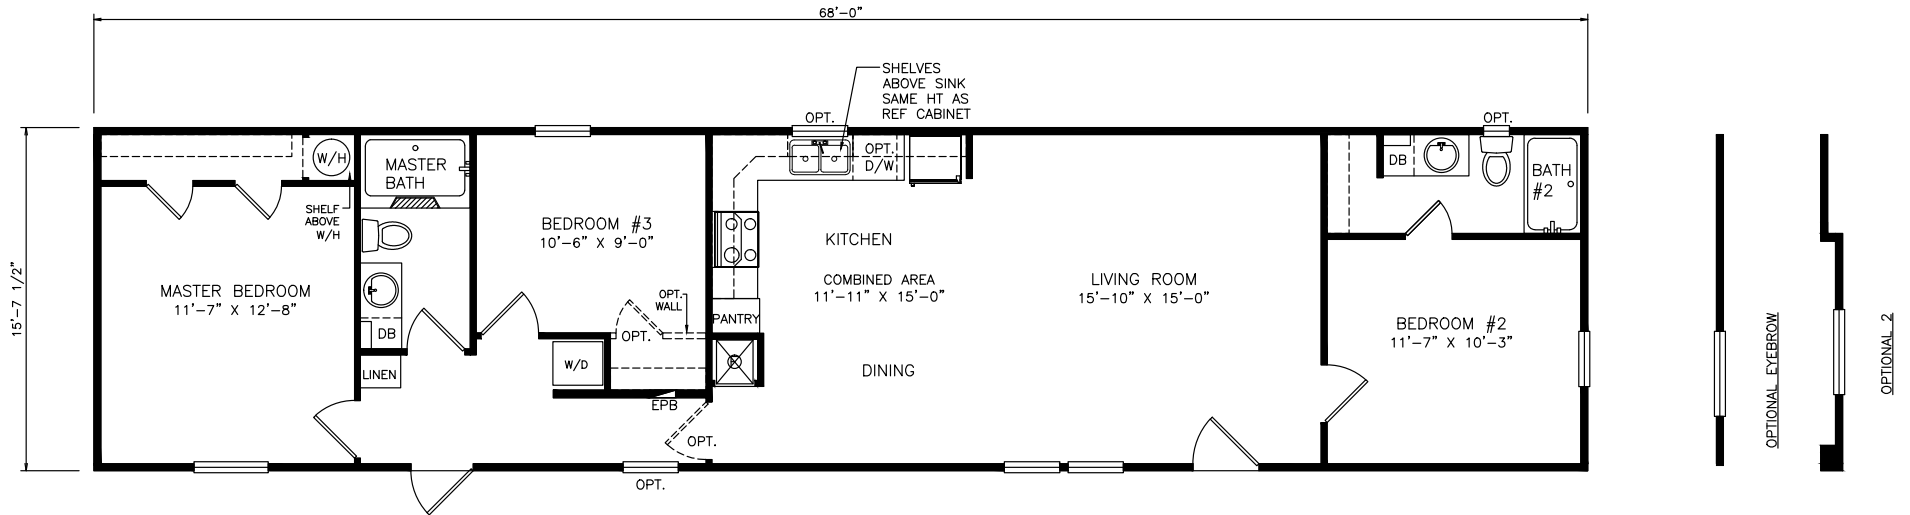 68'-0"
SHELVES
ABOVE SINK
SAME HT AS
REF CABINET
OPT.
OPT.
W/H
MASTER
BATH
OPT.
D/W
DB
BATH
#2
SHELF
ABOVE
W/H
BEDROOM #3
10'-6" X 9'-0"
KITCHEN
COMBINED AREA
11'-11" X 15'-0"
LIVING ROOM
15'-10" X 15'-0"
MASTER BEDROOM
11'-7" X 12'-8"
15'-7 1/2"
OPT.
WALL
PANTRY
BEDROOM #2
11'-7" X 10'-3"
DB
OPT.
W/D
LINEN
DINING
EPB
OPT.
OPT.
OPTIONAL EYEBROW
OPTIONAL 2